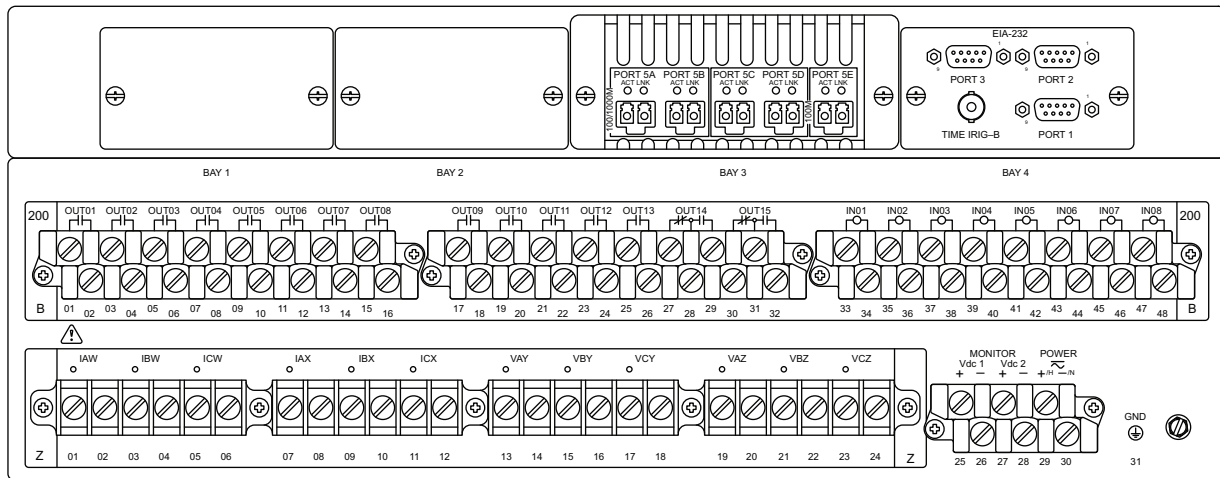 EIA-232
PORT 5A PORT 5B PORT 5C PORT 5D PORT 5E
ACT LNK ACT LNK ACT LNK ACT LNK ACT LNK
100/1000M
100M
9 1 9 1
PORT 3 PORT 2
9 1
TIME IRIG–B PORT 1
BAY 1 BAY 2 BAY 3 BAY 4
200 OUT01 OUT02 OUT03 OUT04 OUT05 OUT06 OUT07 OUT08 OUT09 OUT10 OUT11 OUT12 OUT13 OUT14 OUT15 IN01 IN02 IN03 IN04 IN05 IN06 IN07 IN08 200
B 01 02 03 04 05 06 07 08 09 10 11 12 13 14 15 16 17 18 19 20 21 22 23 24 25 26 27 28 29 30 31 32 33 34 35 36 37 38 39 40 41 42 43 44 45 46 47 48 B
!
IAW IBW ICW IAX IBX ICX VAY VBY VCY VAZ VBZ VCZ
MONITOR POWER
Vdc 1 Vdc 2
+ − + − +/H −/N
GND
Z 01 02 03 04 05 06 07 08 09 10 11 12 13 14 15 16 17 18 19 20 21 22 23 24 Z
25 26 27 28 29 30 31